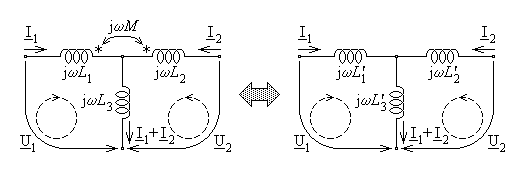 I₁ jωM I₂ I₁ I₂
* *
jωL₁ jωL₂ jωL'₁ jωL'₂
jωL₃ jωL'₃
U₁ I₁+I₂ U₂ U₁ I₁+I₂ U₂